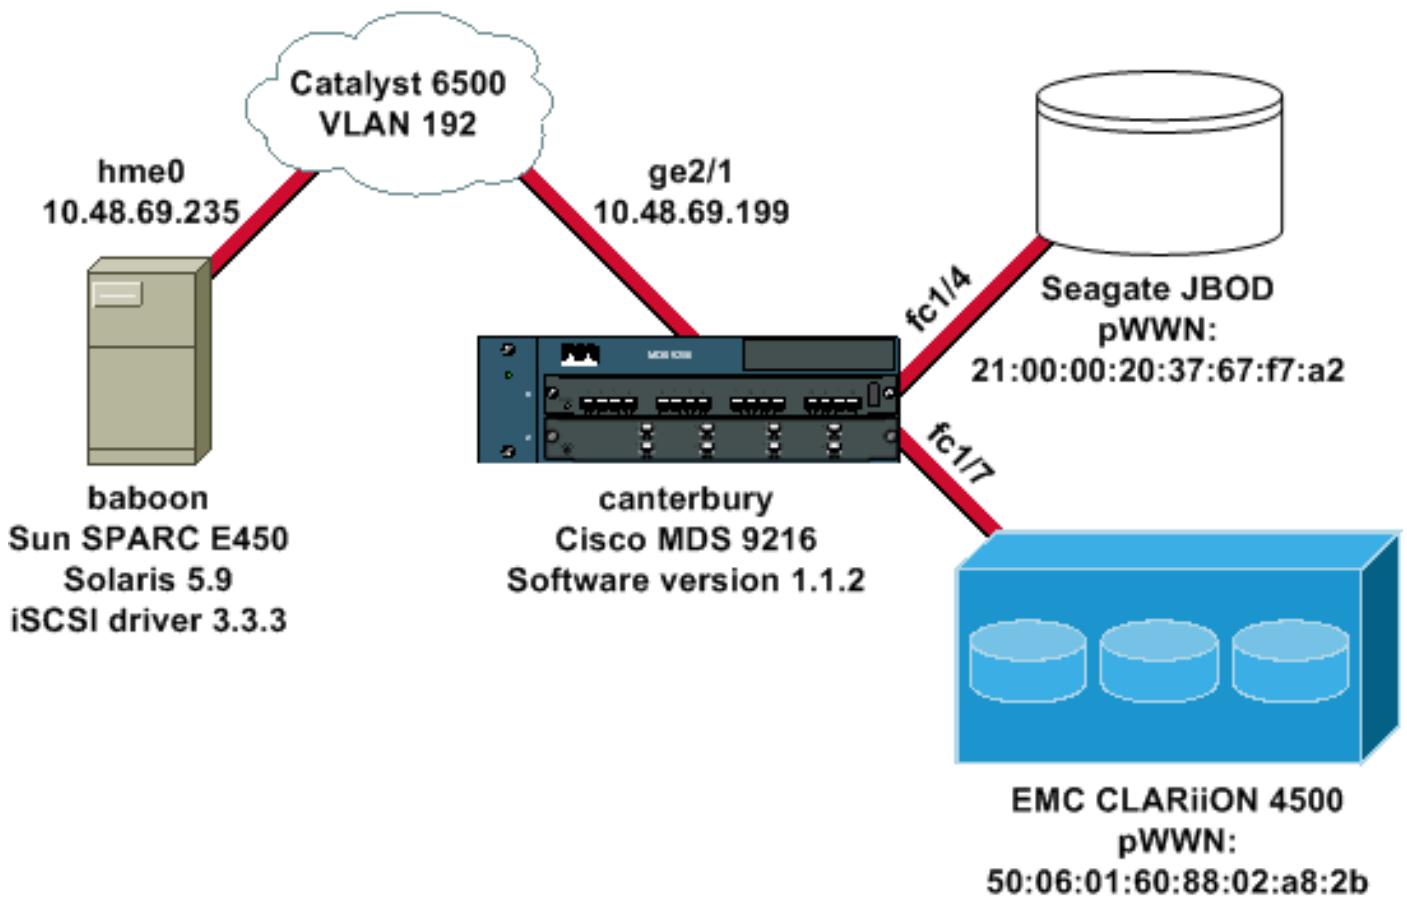 Catalyst 6500
VLAN 192
hme0
10.48.69.235
ge2/1
10.48.69.199
fc1/4
Seagate JBOD
pWWN:
21:00:00:20:37:67:f7:a2
MDS 9200
fc1/7
baboon
Sun SPARC E450
Solaris 5.9
iSCSI driver 3.3.3
canterbury
Cisco MDS 9216
Software version 1.1.2
EMC CLARiiON 4500
pWWN:
50:06:01:60:88:02:a8:2b